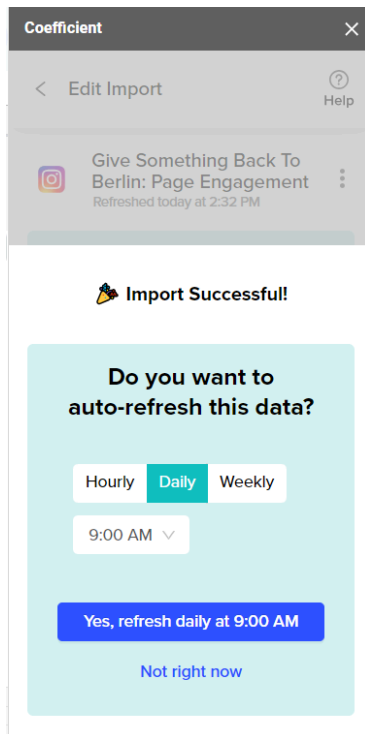 Coefficient
Edit Import
Help
Give Something Back To
Berlin: Page Engagement
Refreshed today at 2:32 PM
Import Successful!
Do you want to
auto-refresh this data?
Hourly Daily Weekly
9:00 AM
Yes, refresh daily at 9:00 AM
Not right now